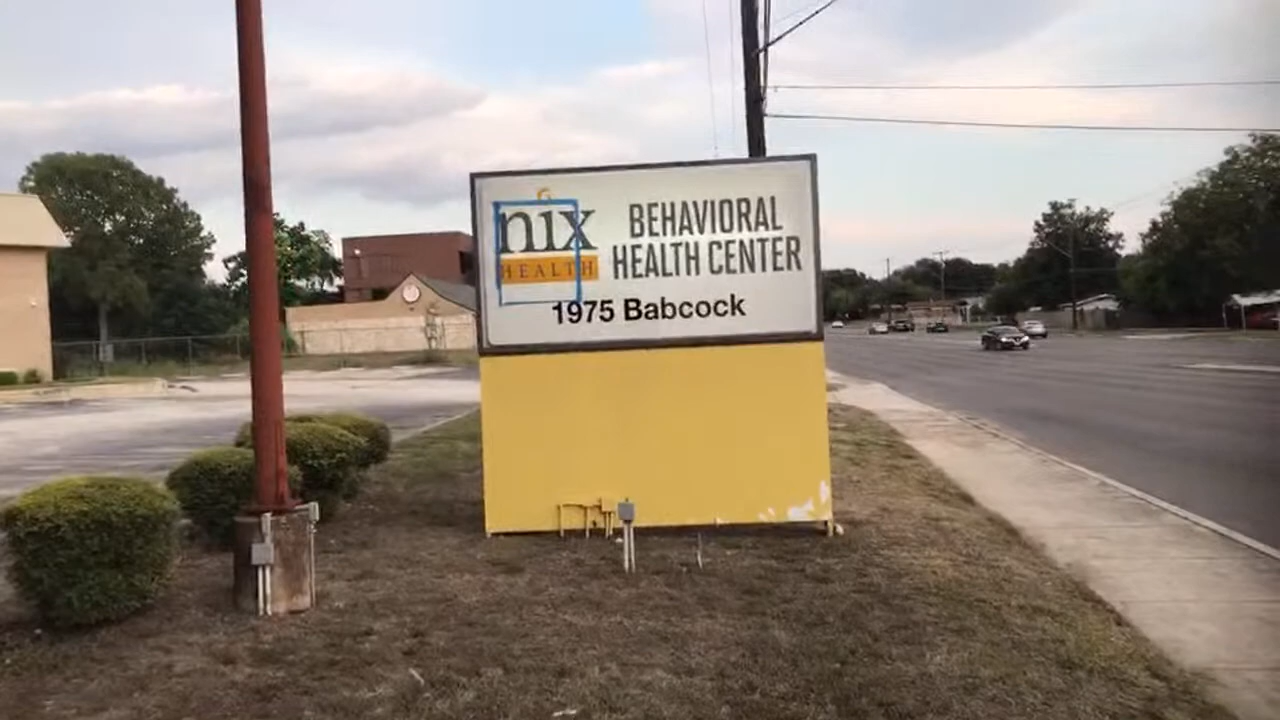 nix
HEALTH
BEHAVIORAL
HEALTH CENTER
1975 Babcock